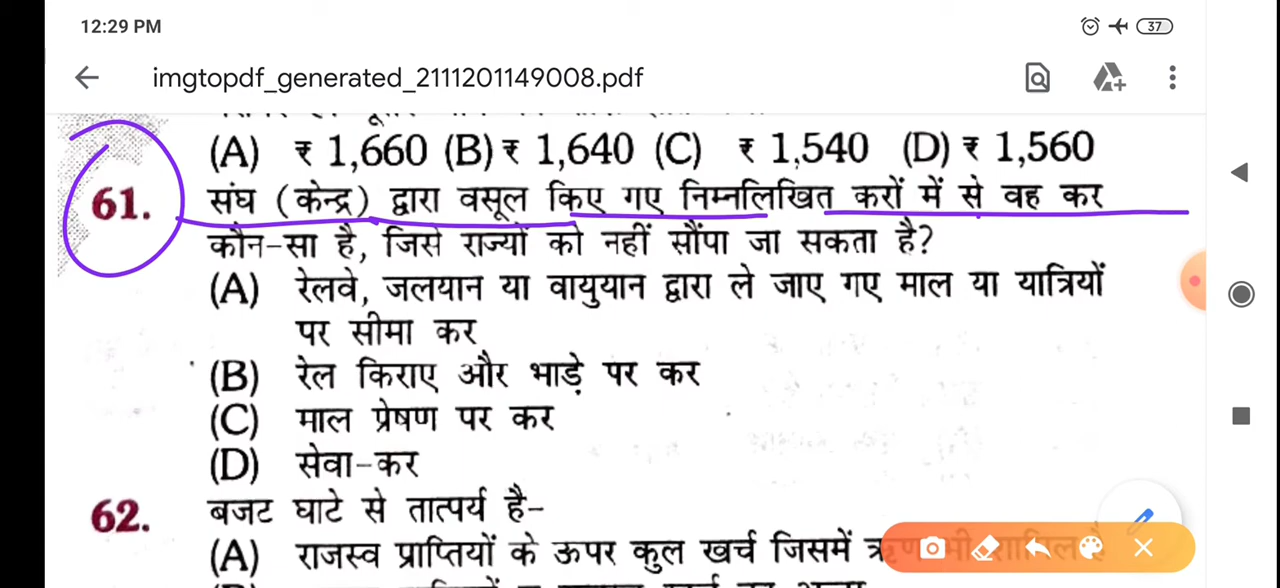 12:29 PM
37
imgtopdf_generated_2111201149008.pdf
(A) ₹ 1,660 (B) ₹ 1,640 (C) ₹ 1,540 (D) ₹ 1,560
61. संघ (केन्द्र) द्वारा वसूल किए गए निम्नलिखित करों में से वह कर
कौन-सा है, जिसे राज्यों को नहीं सौंपा जा सकता है?
(A) रेलवे, जलयान या वायुयान द्वारा ले जाए गए माल या यात्रियों
पर सीमा कर
(B) रेल किराए और भाड़े पर कर
(C) माल प्रेषण पर कर
(D) सेवा-कर
62. बजट घाटे से तात्पर्य है-
(A) राजस्व प्राप्तियों के ऊपर कुल खर्च जिसमें